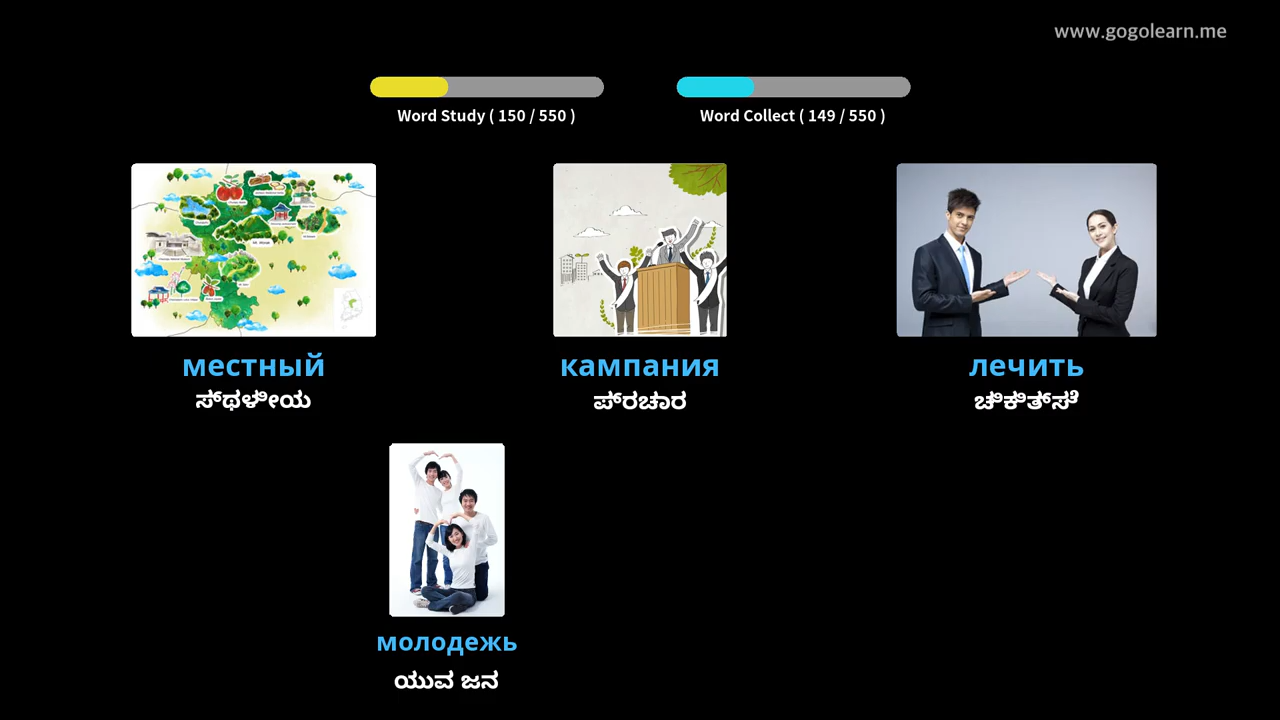 www.gogolearn.me
Word Study ( 150 / 550 )
Word Collect ( 149 / 550 )
местный
ಸ್ಥಳೀಯ
кампания
ಪ್ರಚಾರ
лечить
ಚಿಕಿತ್ಸೆ
молодежь
ಯುವ ಜನ